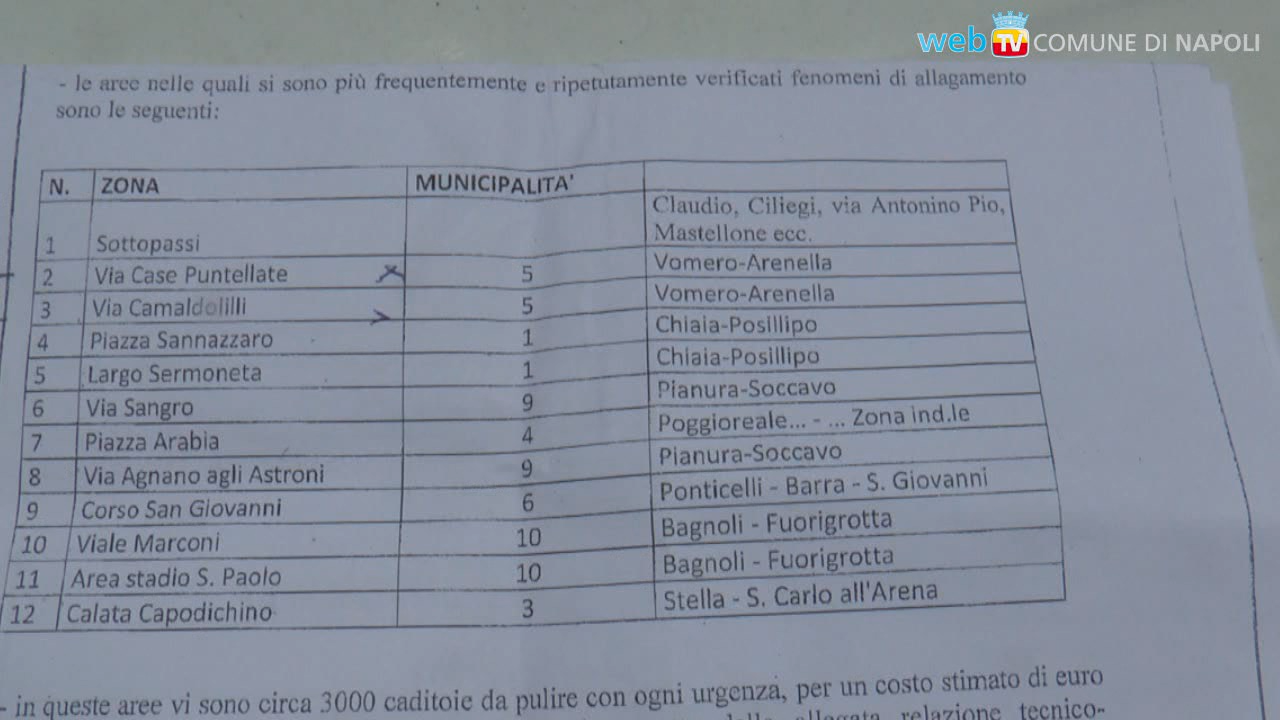 web TV COMUNE DI NAPOLI
- le aree nelle quali si sono più frequentemente e ripetutamente verificati fenomeni di allagamento
sono le seguenti:
N. ZONA MUNICIPALITA'
1 Sottopassi Claudio, Ciliegi, via Antonino Pio,
Mastellone ecc.
2 Via Case Puntellate 5 Vomero-Arenella
3 Via Camaldolilli 5 Vomero-Arenella
4 Piazza Sannazzaro 1 Chiaia-Posillipo
5 Largo Sermoneta 1 Chiaia-Posillipo
6 Via Sangro 9 Pianura-Soccavo
7 Piazza Arabia 4 Poggioreale... - ... Zona ind.le
8 Via Agnano agli Astroni 9 Pianura-Soccavo
9 Corso San Giovanni 6 Ponticelli - Barra - S. Giovanni
10 Viale Marconi 10 Bagnoli - Fuorigrotta
11 Area stadio S. Paolo 10 Bagnoli - Fuorigrotta
12 Calata Capodichino 3 Stella - S. Carlo all'Arena
- in queste aree vi sono circa 3000 caditoie da pulire con ogni urgenza, per un costo stimato di euro
allegata relazione tecnico-